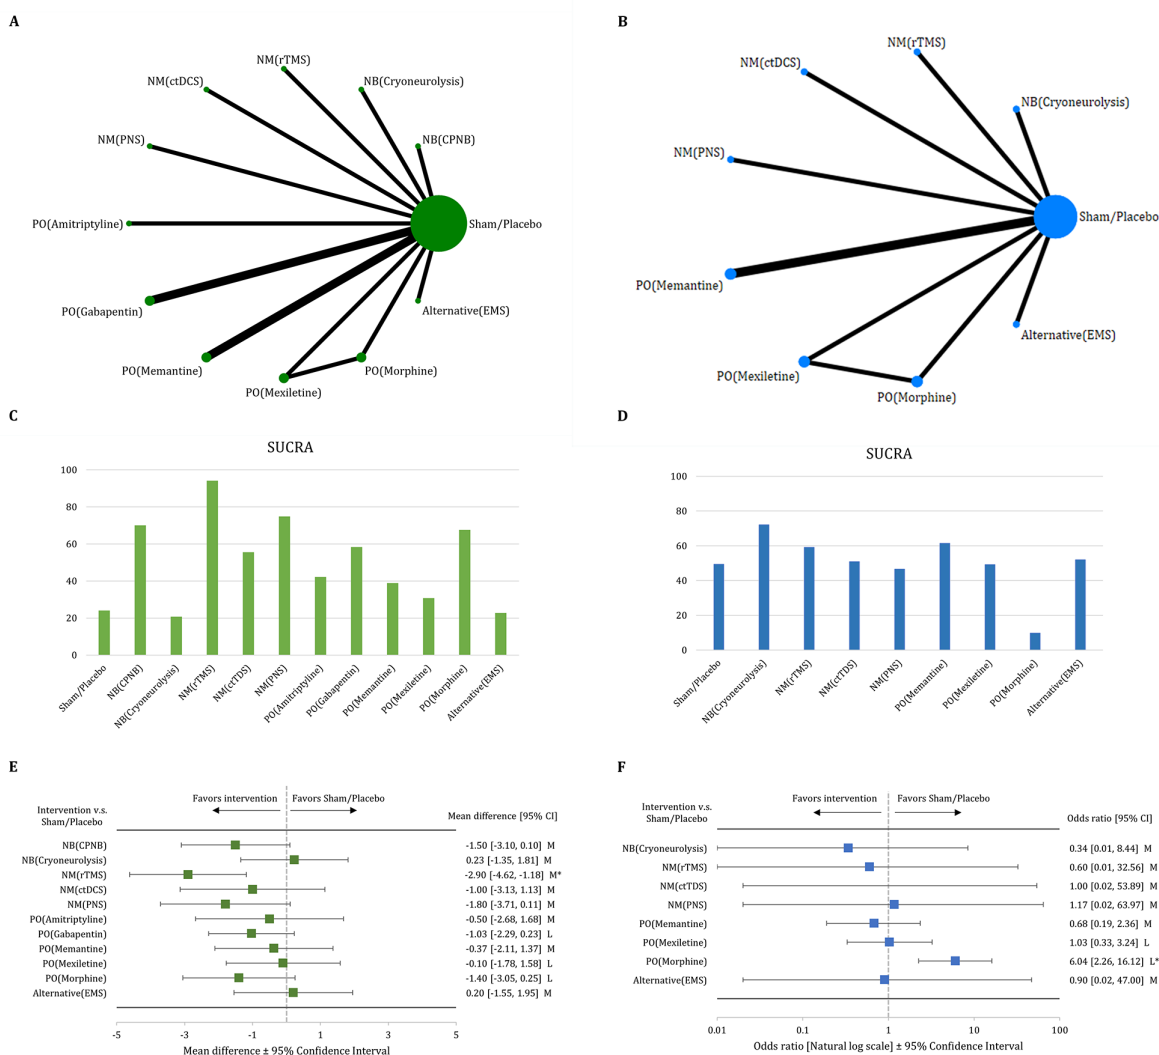 A
NM(rTMS)
NM(ctDCS)
NB(Cryoneurolysis)
NM(PNS)
NB(CPNB)
PO(Amitriptyline)
Sham/Placebo
PO(Gabapentin)
Alternative(EMS)
PO(Memantine)
PO(Morphine)
PO(Mexiletine)
B
NM(rTMS)
NM(ctDCS)
NB(Cryoneurolysis)
NM(PNS)
Sham/Placebo
PO(Memantine)
Alternative(EMS)
PO(Mexiletine)
PO(Morphine)
C
SUCRA
100
80
60
40
20
0
Sham/Placebo
NB(CPNB)
NB(Cryoneurolysis)
NM(rTMS)
NM(ctTDS)
NM(PNS)
PO(Amitriptyline)
PO(Gabapentin)
PO(Memantine)
PO(Mexiletine)
PO(Morphine)
Alternative(EMS)
D
SUCRA
100
80
60
40
20
0
Sham/Placebo
NB(Cryoneurolysis)
NM(rTMS)
NM(ctTDS)
NM(PNS)
PO(Memantine)
PO(Mexiletine)
PO(Morphine)
Alternative(EMS)
E
Favors intervention Favors Sham/Placebo
Intervention v.s.
Sham/Placebo
Mean difference [95% CI]
NB(CPNB) -1.50 [-3.10, 0.10] M
NB(Cryoneurolysis) 0.23 [-1.35, 1.81] M
NM(rTMS) -2.90 [-4.62, -1.18] M*
NM(ctDCS) -1.00 [-3.13, 1.13] M
NM(PNS) -1.80 [-3.71, 0.11] M
PO(Amitriptyline) -0.50 [-2.68, 1.68] M
PO(Gabapentin) -1.03 [-2.29, 0.23] L
PO(Memantine) -0.37 [-2.11, 1.37] M
PO(Mexiletine) -0.10 [-1.78, 1.58] L
PO(Morphine) -1.40 [-3.05, 0.25] L
Alternative(EMS) 0.20 [-1.55, 1.95] M
-5 -3 -1 1 3 5
Mean difference ± 95% Confidence Interval
F
Favors intervention Favors Sham/Placebo
Intervention v.s.
Sham/Placebo
Odds ratio [95% CI]
NB(Cryoneurolysis) 0.34 [0.01, 8.44] M
NM(rTMS) 0.60 [0.01, 32.56] M
NM(ctTDS) 1.00 [0.02, 53.89] M
NM(PNS) 1.17 [0.02, 63.97] M
PO(Memantine) 0.68 [0.19, 2.36] M
PO(Mexiletine) 1.03 [0.33, 3.24] L
PO(Morphine) 6.04 [2.26, 16.12] L*
Alternative(EMS) 0.90 [0.02, 47.00] M
0.01 0.1 1 10 100
Odds ratio [Natural log scale] ± 95% Confidence Interval